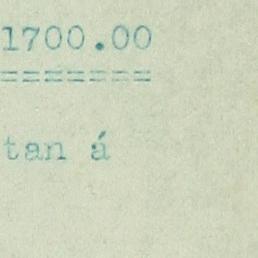 1700.00
========
tan á